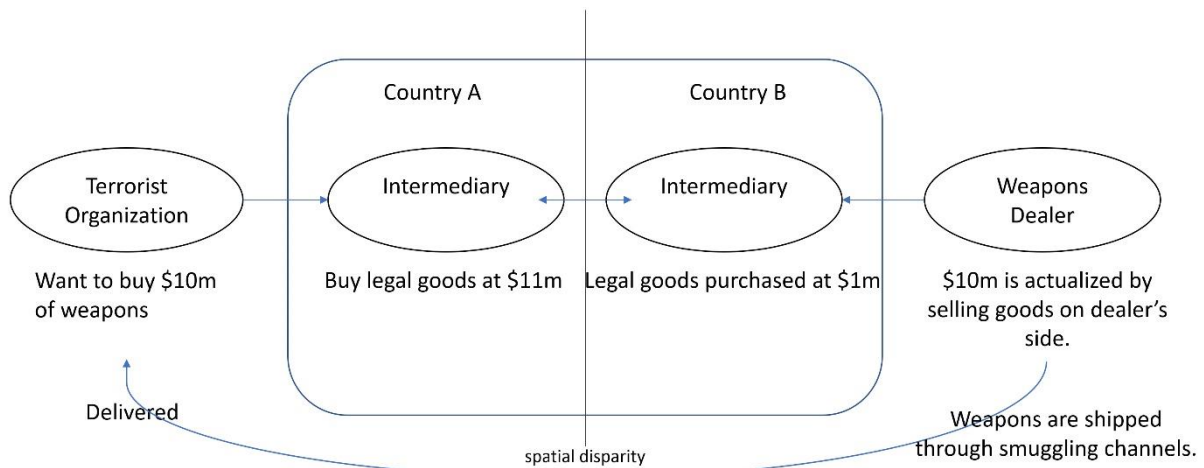 Country A
Country B
Terrorist
Organization
Intermediary
Intermediary
Weapons
Dealer
Want to buy $10m
of weapons
Buy legal goods at $11m
Legal goods purchased at $1m
$10m is actualized by
selling goods on dealer’s
side.
Delivered
Weapons are shipped
through smuggling channels.
spatial disparity